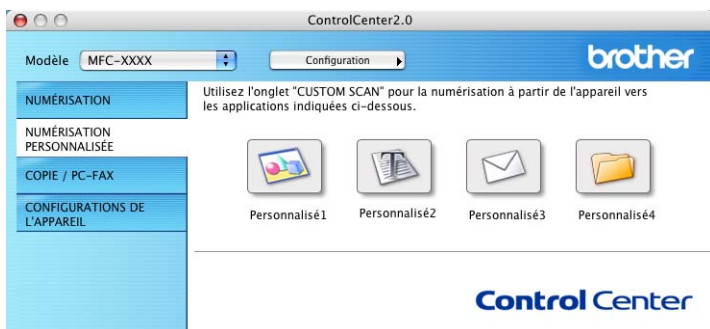 ControlCenter2.0
Modèle MFC-XXXX Configuration
brother
NUMÉRISATION
NUMÉRISATION
PERSONNALISÉE
COPIE / PC-FAX
CONFIGURATIONS DE
L'APPAREIL
Utilisez l'onglet "CUSTOM SCAN" pour la numérisation à partir de l'appareil vers
les applications indiquées ci-dessous.
Personnalisé1 Personnalisé2 Personnalisé3 Personnalisé4
Control Center